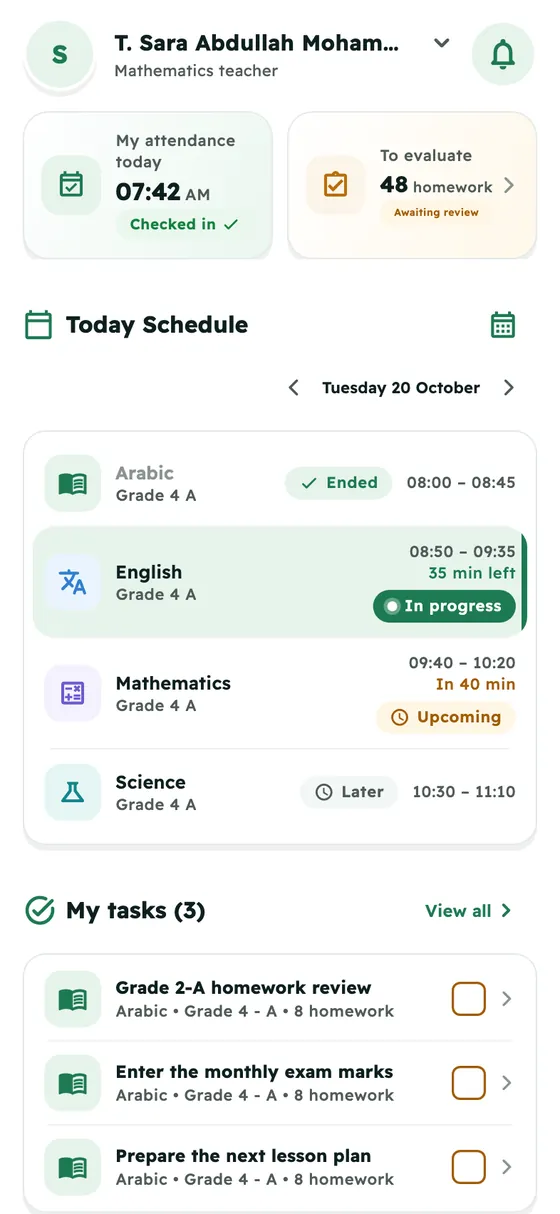 S
T. Sara Abdullah Moham...
Mathematics teacher
My attendance
today
07:42 AM
Checked in
To evaluate
48 homework
Awaiting review
Today Schedule
Tuesday 20 October
Arabic
Grade 4 A
Ended
08:00 – 08:45
English
Grade 4 A
08:50 – 09:35
35 min left
In progress
Mathematics
Grade 4 A
09:40 – 10:20
In 40 min
Upcoming
Science
Grade 4 A
Later
10:30 – 11:10
My tasks (3)
View all
Grade 2-A homework review
Arabic • Grade 4 - A • 8 homework
Enter the monthly exam marks
Arabic • Grade 4 - A • 8 homework
Prepare the next lesson plan
Arabic • Grade 4 - A • 8 homework